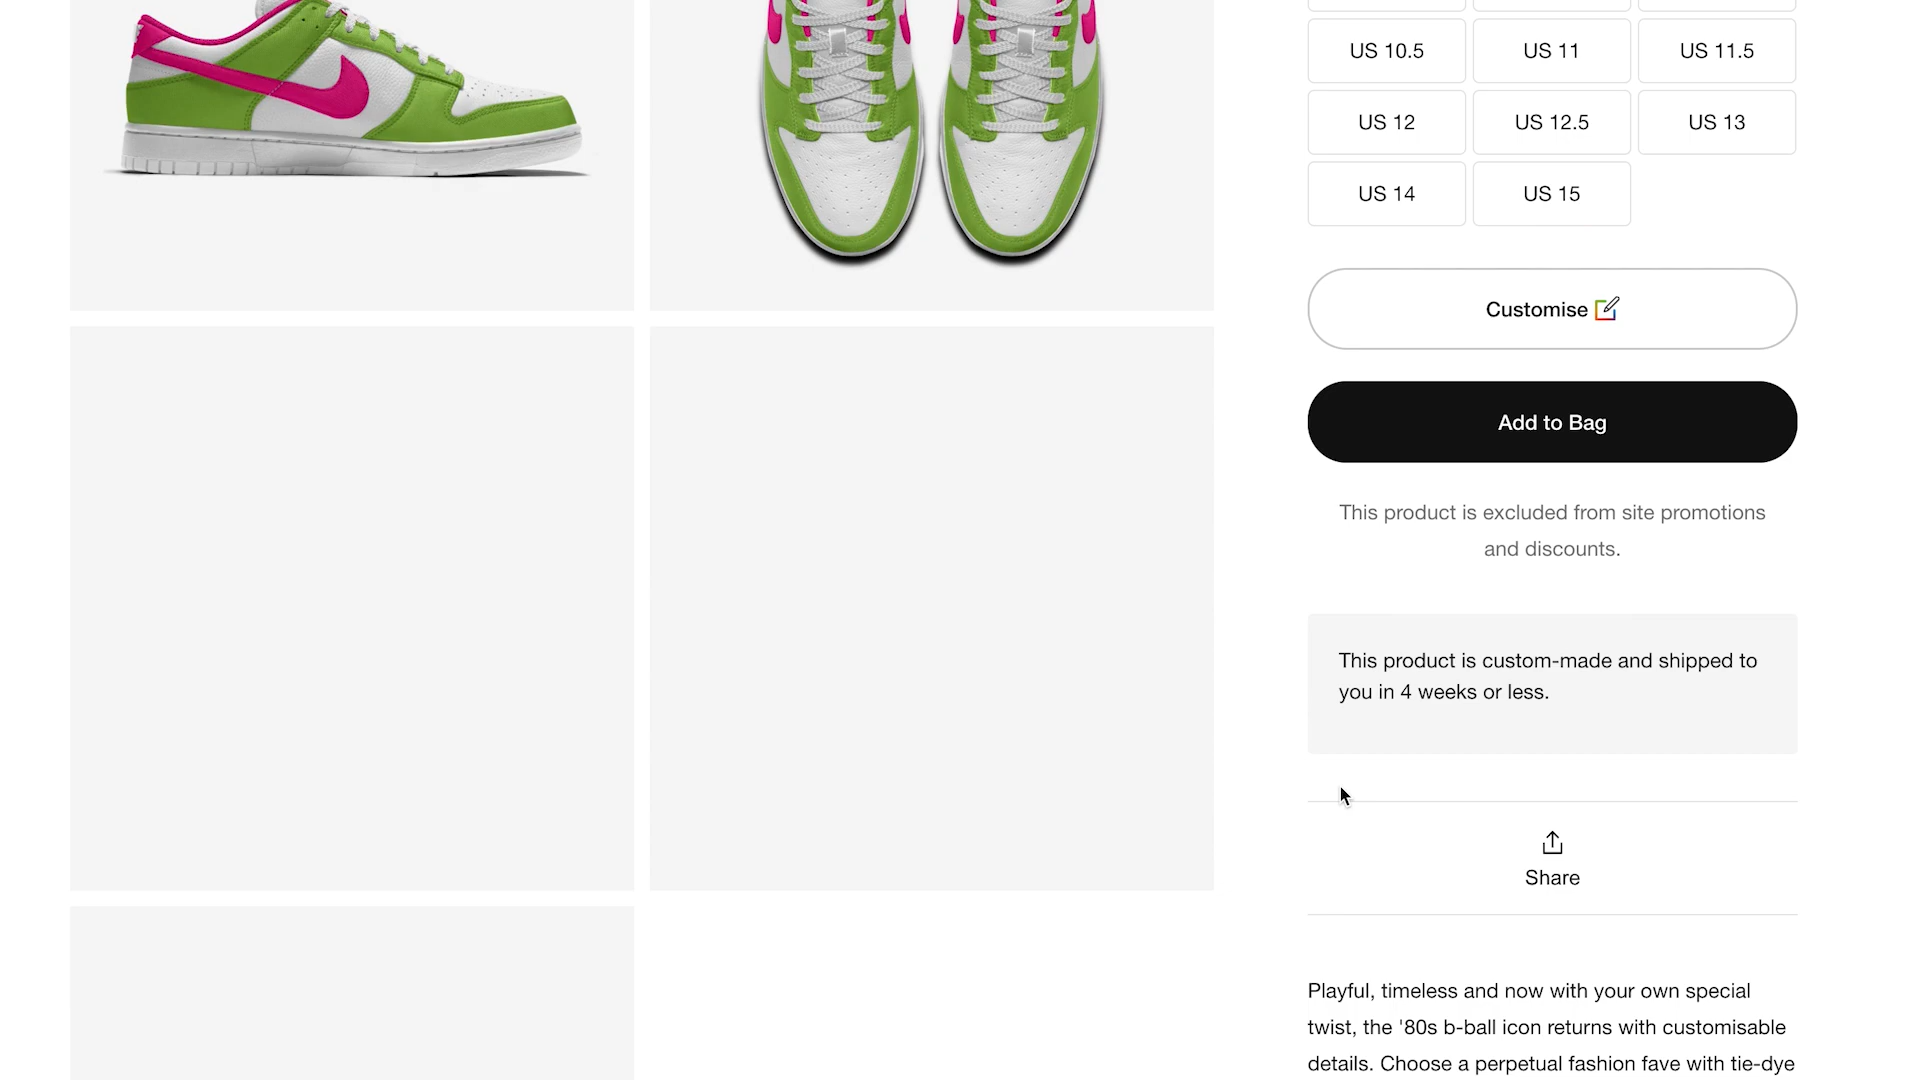 US 10.5
US 11
US 11.5
US 12
US 12.5
US 13
US 14
US 15
Customise
Add to Bag
This product is excluded from site promotions
and discounts.
This product is custom-made and shipped to
you in 4 weeks or less.
Share
Playful, timeless and now with your own special
twist, the '80s b-ball icon returns with customisable
details. Choose a perpetual fashion fave with tie-dye